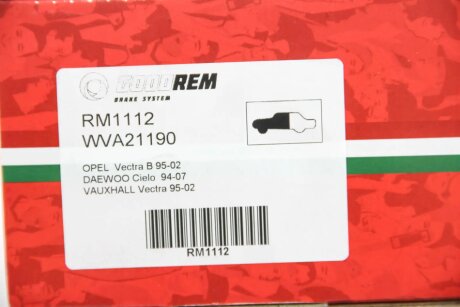 GOODREM
BRAKE SYSTEM
RM1112
WVA21190
OPEL Vectra B 95-02
DAEWOO Cielo 94-07
VAUXHALL Vectra 95-02
RM1112